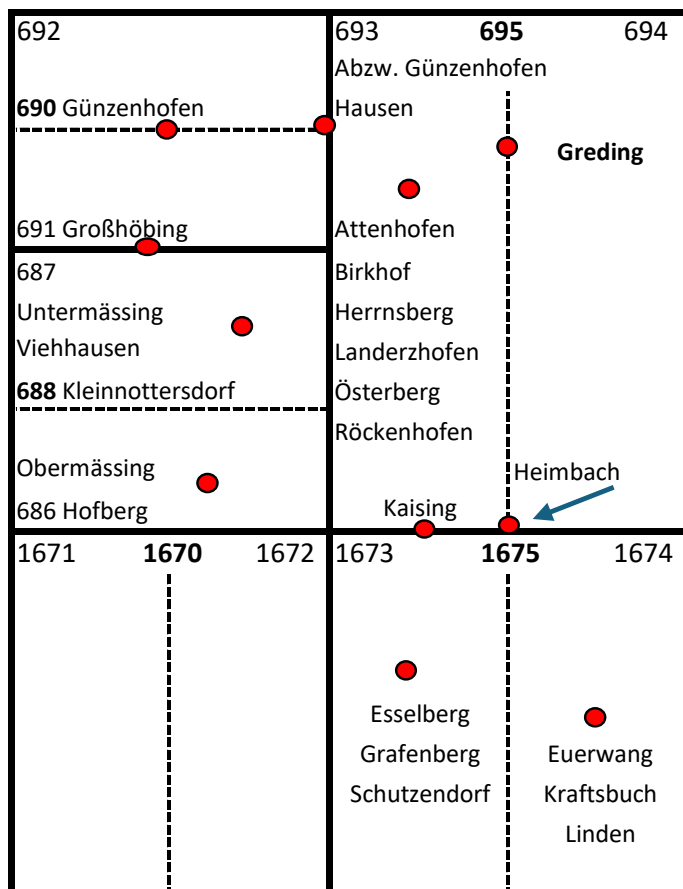 692
690 Günzenhofen
691 Großhöbing
687
Untermässing
Viehhausen
688 Kleinnottersdorf
Obermässing
686 Hofberg
693 695 694
Abzw. Günzenhofen
Hausen
Greding
Attenhofen
Birkhof
Herrnsberg
Landerzhofen
Österberg
Röckenhofen
Heimbach
Kaising
1671 1670 1672
1673 1675 1674
Esselberg
Grafenberg
Schutzendorf
Euerwang
Kraftsbuch
Linden